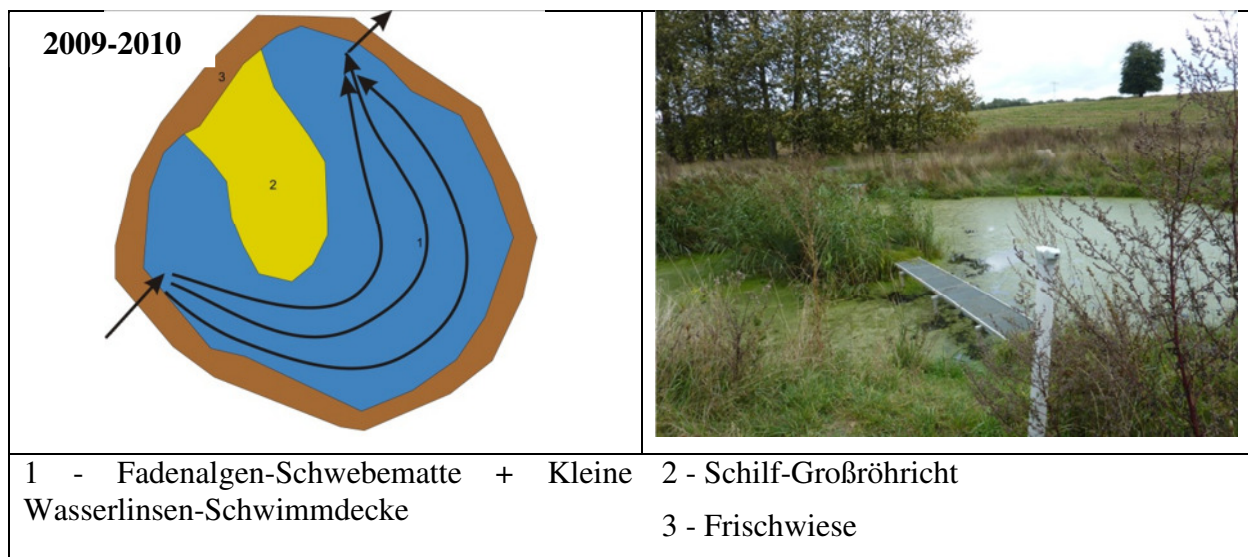 2009-2010
3
2
1
1 - Fadenalgen-Schwebematte + Kleine
Wasserlinsen-Schwimmdecke
2 - Schilf-Großröhricht
3 - Frischwiese